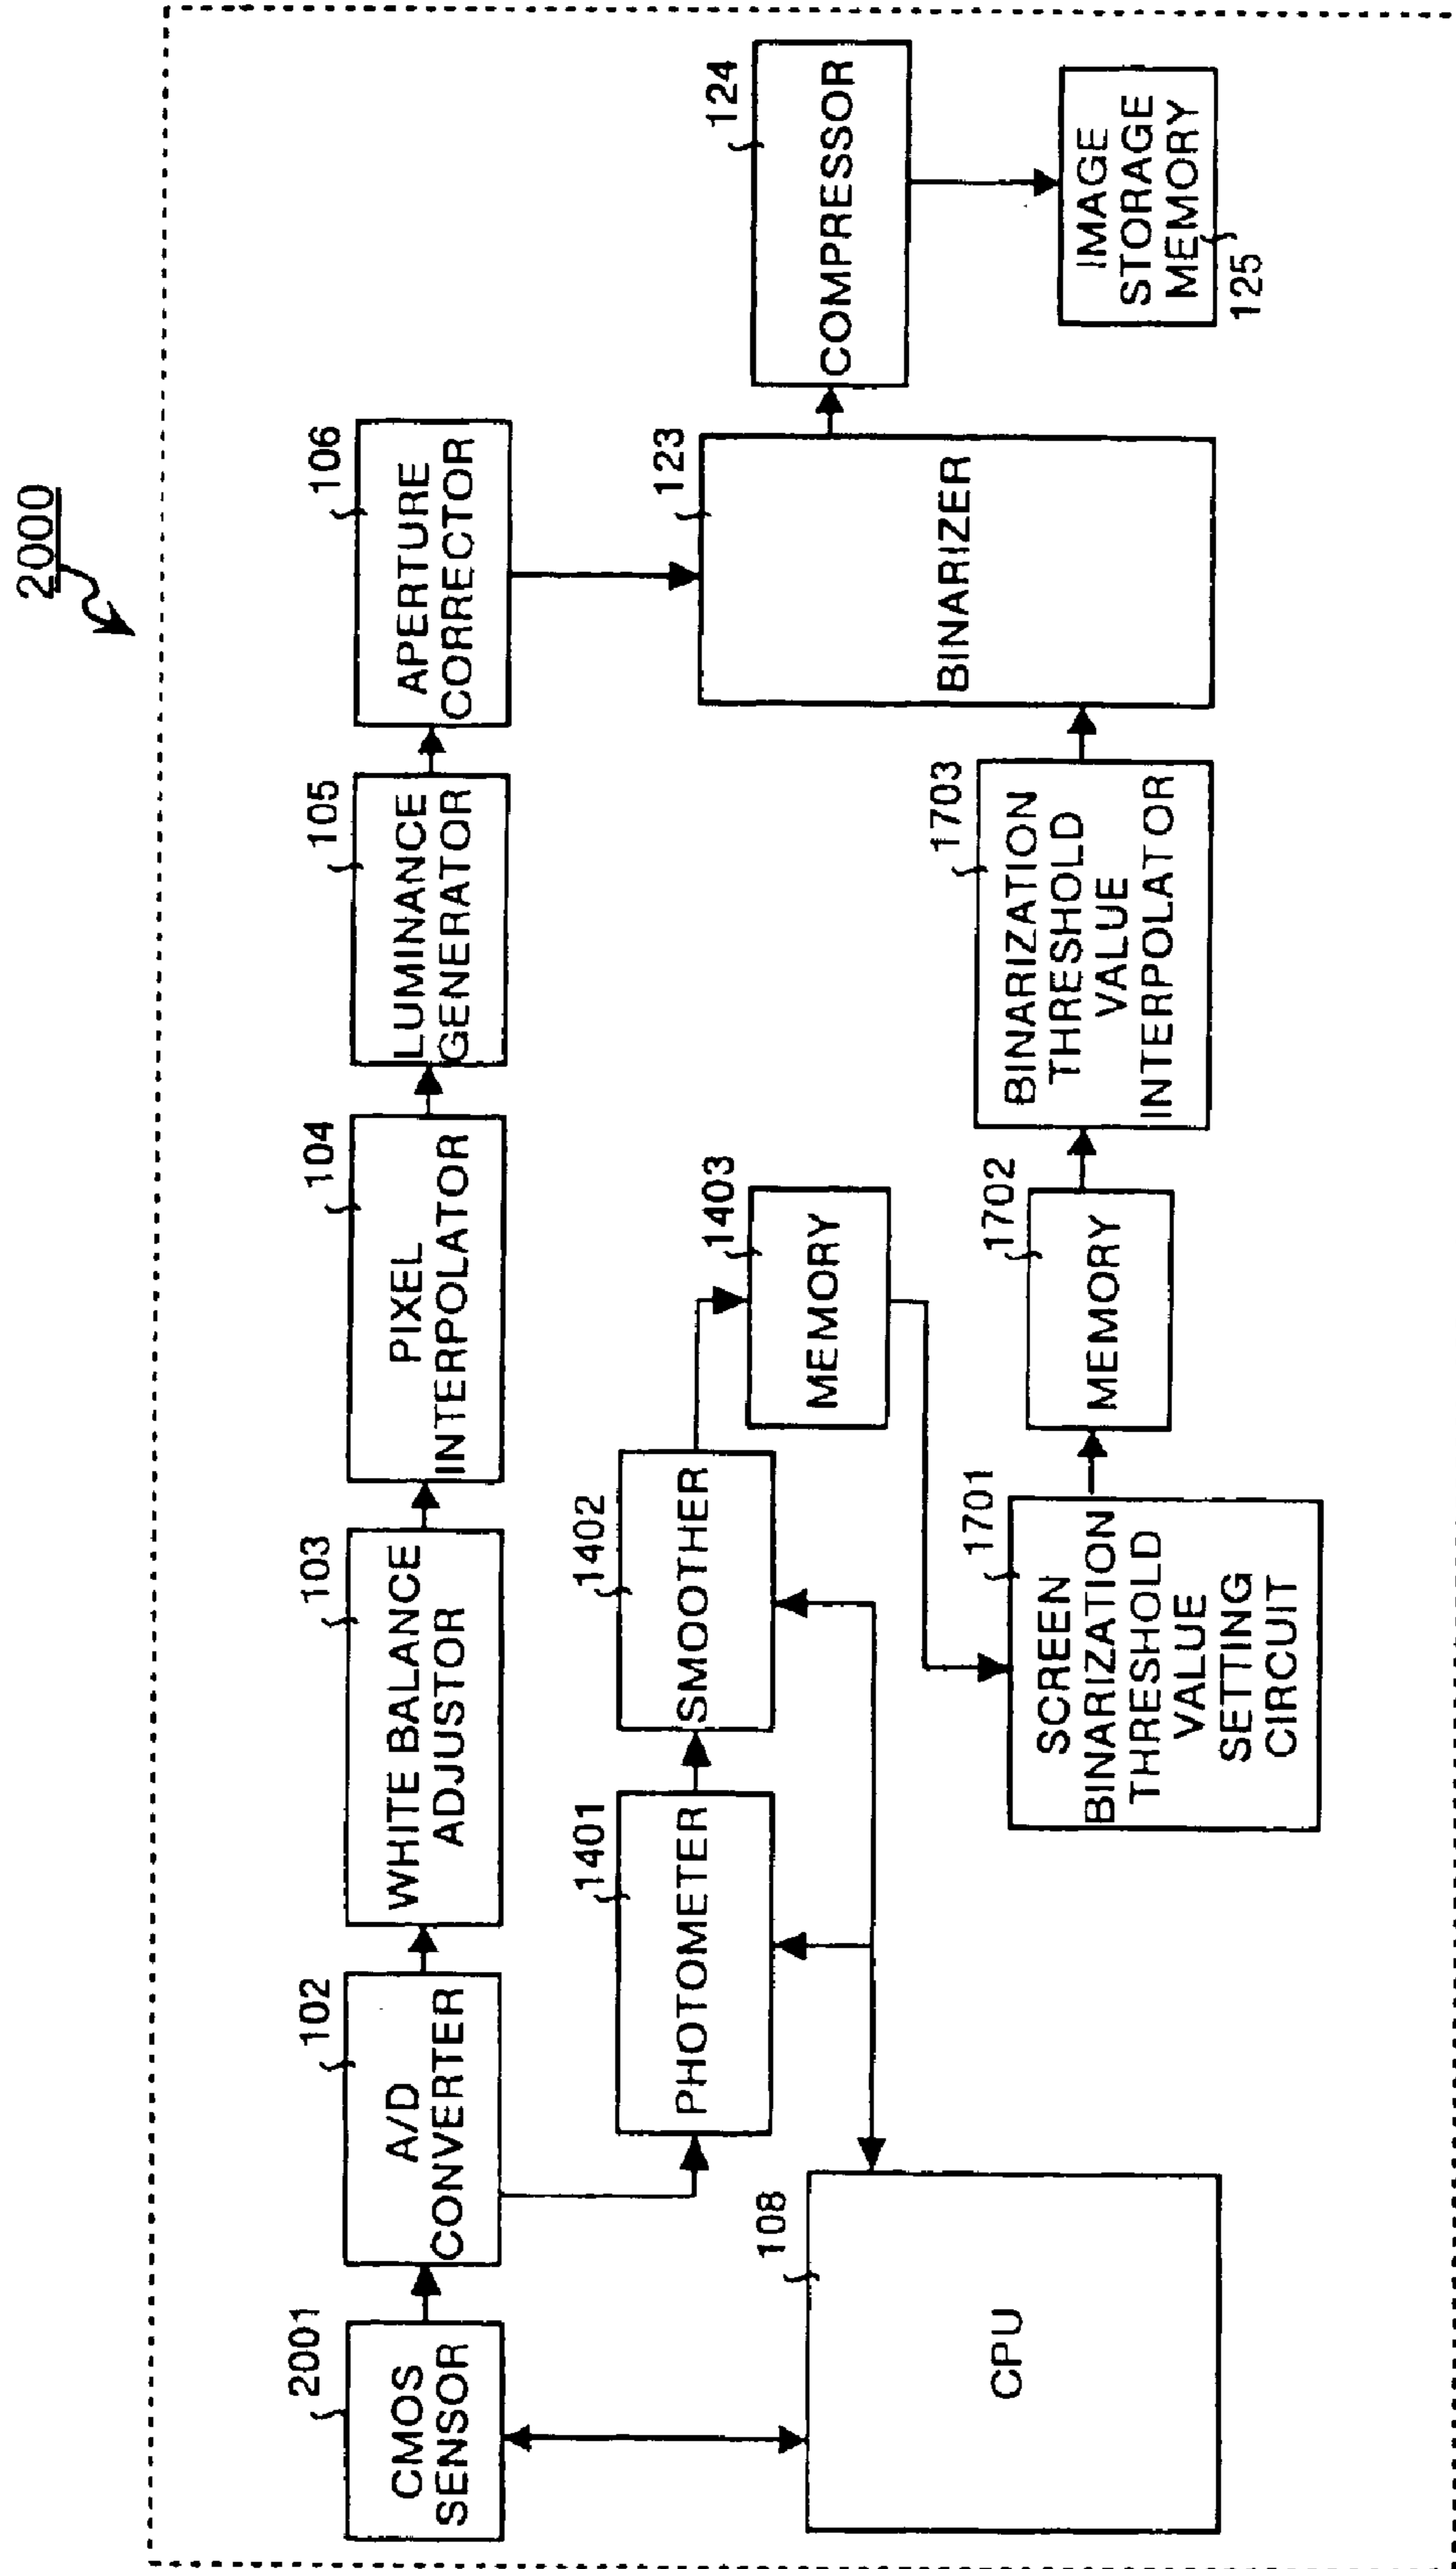 2000
2001
CMOS
SENSOR
102
A/D
CONVERTER
103
WHITE BALANCE
ADJUSTOR
104
PIXEL
INTERPOLATOR
105
LUMINANCE
GENERATOR
106
APERTURE
CORRECTOR
1401
PHOTOMETER
1402
SMOOTHER
1403
MEMORY
123
BINARIZER
124
COMPRESSOR
IMAGE
STORAGE
MEMORY
125
108
CPU
1701
SCREEN
BINARIZATION
THRESHOLD
VALUE
SETTING
CIRCUIT
1702
MEMORY
1703
BINARIZATION
THRESHOLD
VALUE
INTERPOLATOR